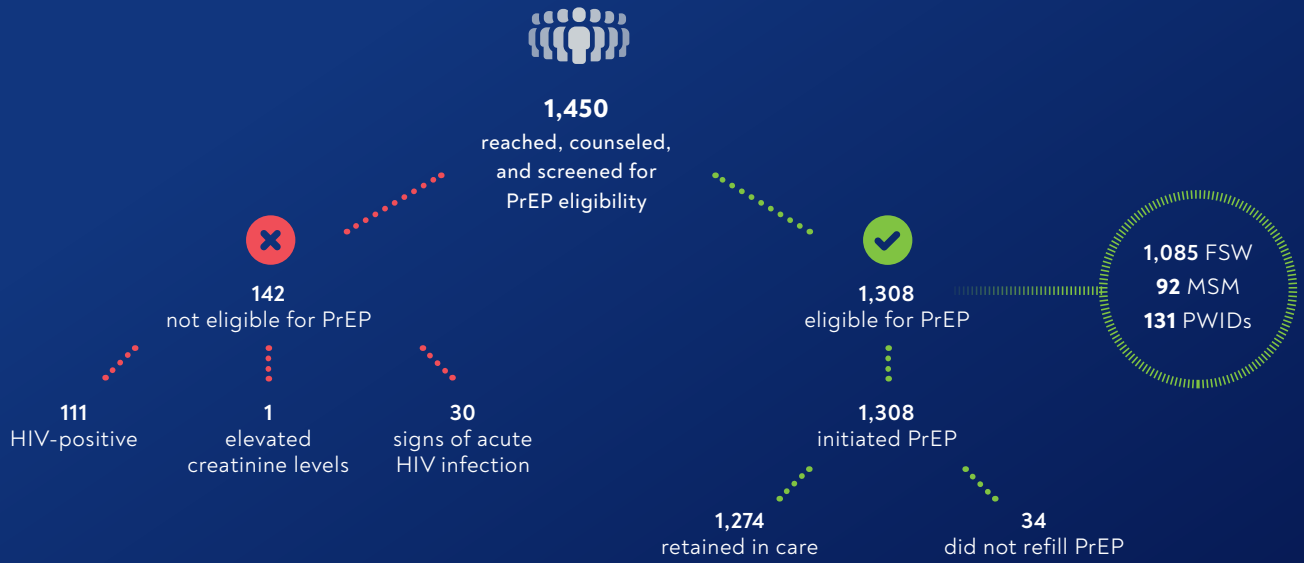 1,450
reached, counseled,
and screened for
PrEP eligibility
142
not eligible for PrEP
1,308
eligible for PrEP
1,085 FSW
92 MSM
131 PWIDs
111
HIV-positive
1
elevated
creatinine levels
30
signs of acute
HIV infection
1,308
initiated PrEP
1,274
retained in care
34
did not refill PrEP